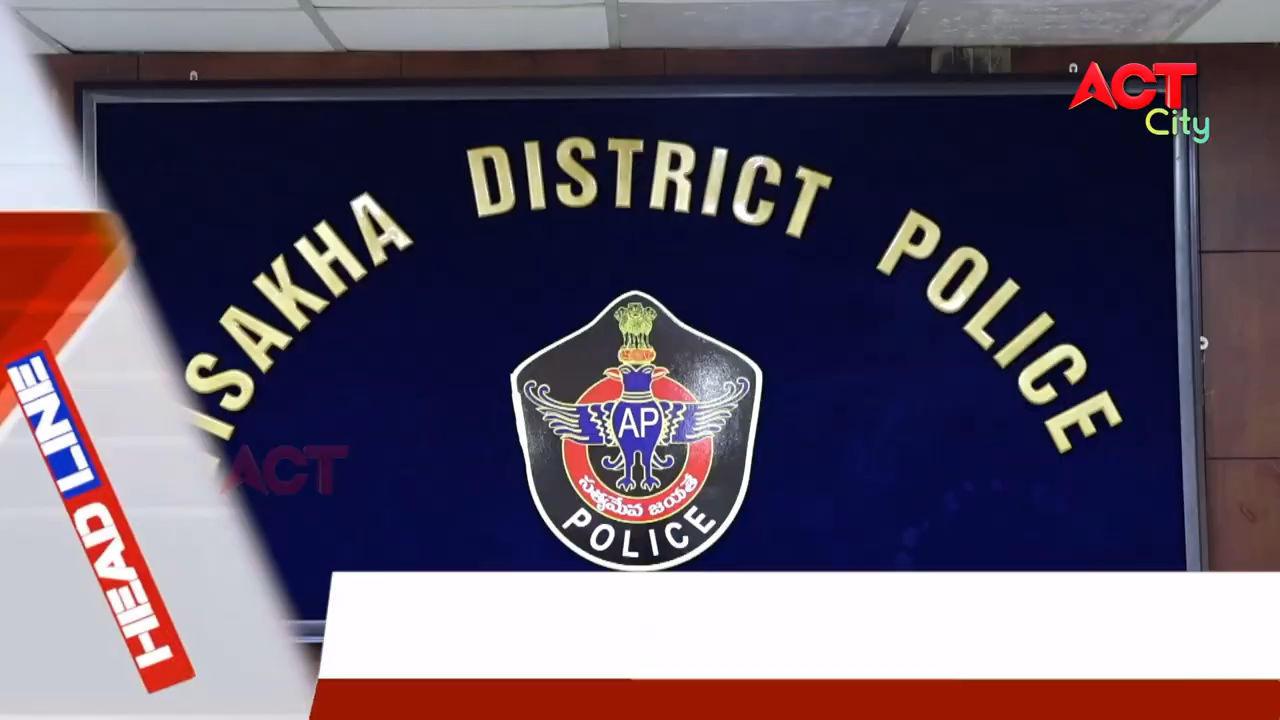 ACT
City
ISAKHA DISTRICT POLICE
AP
సత్యమేవ జయతే
POLICE
ACT
HEAD LINE